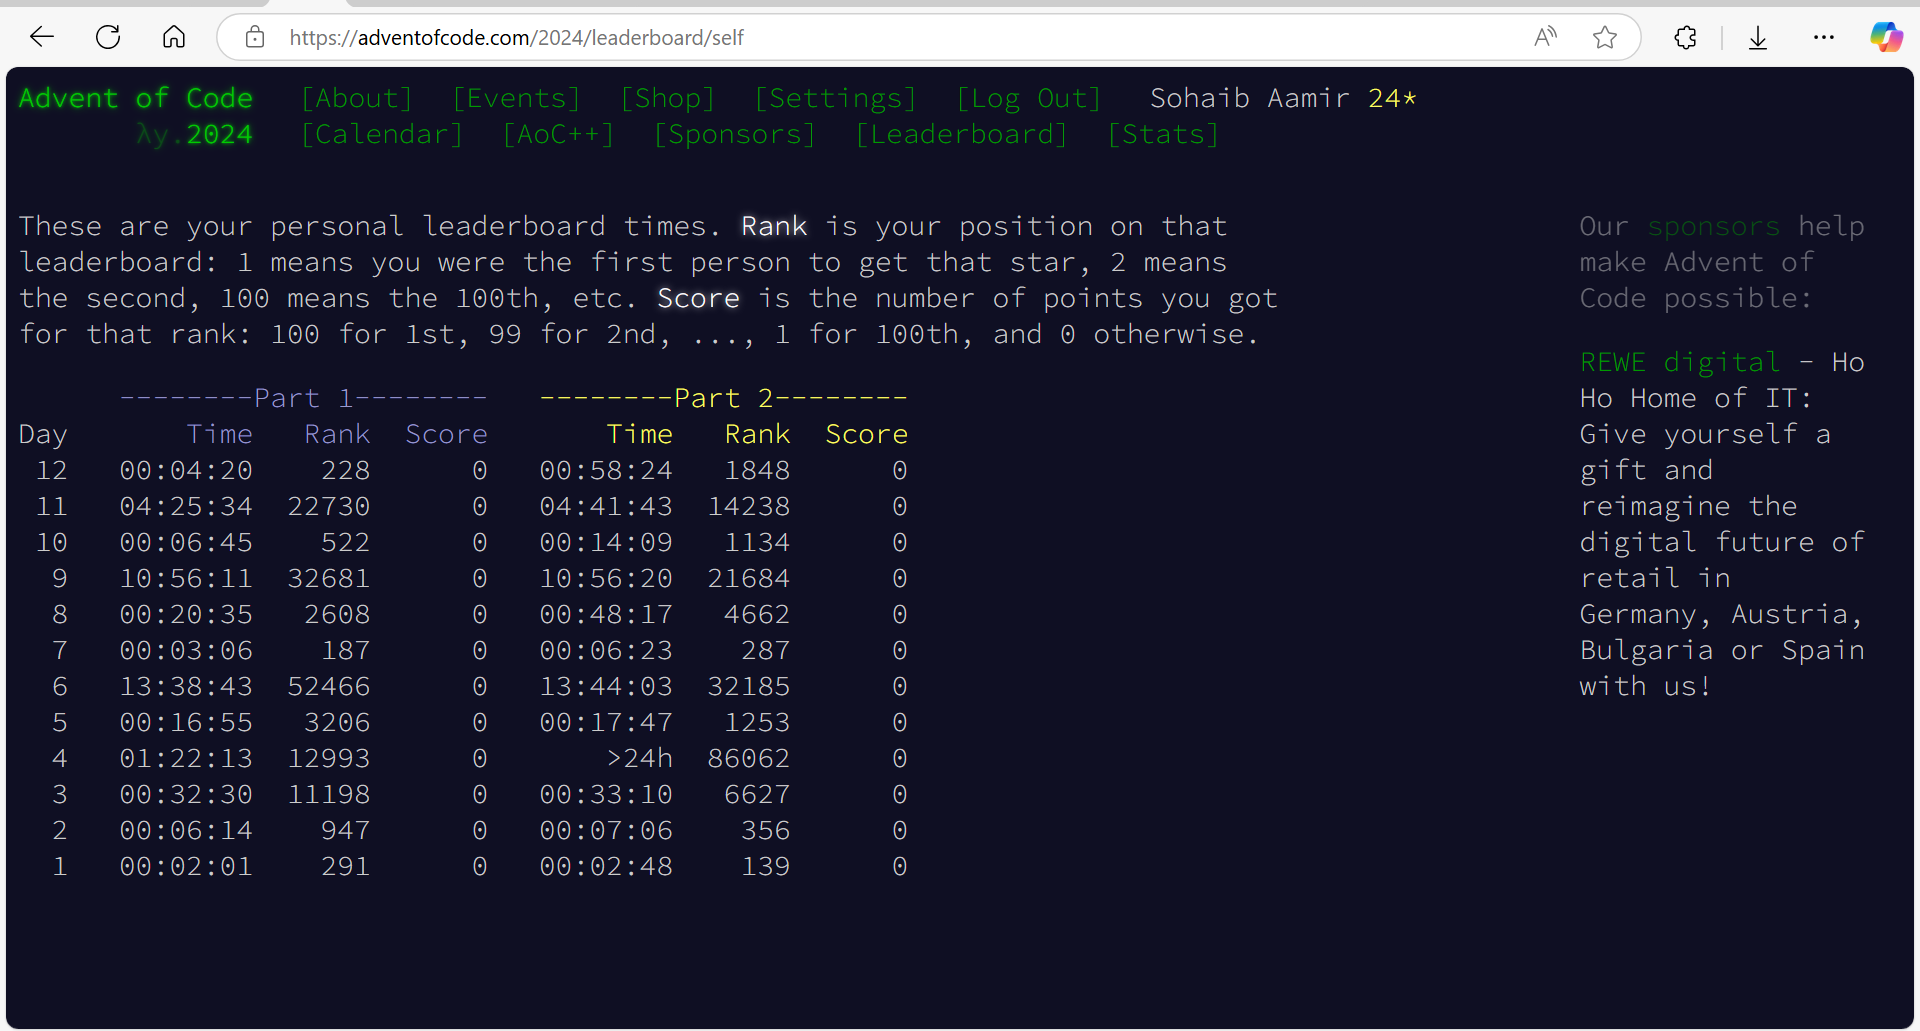 https://adventofcode.com/2024/leaderboard/self
Advent of Code [About] [Events] [Shop] [Settings] [Log Out] Sohaib Aamir 24*
λy.2024 [Calendar] [AoC++] [Sponsors] [Leaderboard] [Stats]
These are your personal leaderboard times. Rank is your position on that
leaderboard: 1 means you were the first person to get that star, 2 means
the second, 100 means the 100th, etc. Score is the number of points you got
for that rank: 100 for 1st, 99 for 2nd, ..., 1 for 100th, and 0 otherwise.
--------Part 1-------- --------Part 2--------
Day Time Rank Score Time Rank Score
12 00:04:20 228 0 00:58:24 1848 0
11 04:25:34 22730 0 04:41:43 14238 0
10 00:06:45 522 0 00:14:09 1134 0
9 10:56:11 32681 0 10:56:20 21684 0
8 00:20:35 2608 0 00:48:17 4662 0
7 00:03:06 187 0 00:06:23 287 0
6 13:38:43 52466 0 13:44:03 32185 0
5 00:16:55 3206 0 00:17:47 1253 0
4 01:22:13 12993 0 >24h 86062 0
3 00:32:30 11198 0 00:33:10 6627 0
2 00:06:14 947 0 00:07:06 356 0
1 00:02:01 291 0 00:02:48 139 0
Our sponsors help
make Advent of
Code possible:
REWE digital - Ho
Ho Home of IT:
Give yourself a
gift and
reimagine the
digital future of
retail in
Germany, Austria,
Bulgaria or Spain
with us!